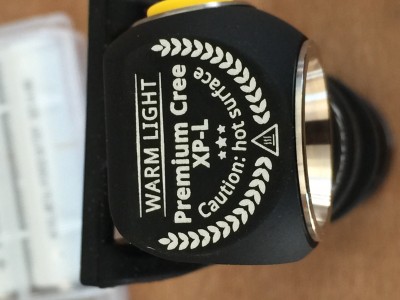 WARM LIGHT
Premium Cree
XP-L
Caution: hot surface